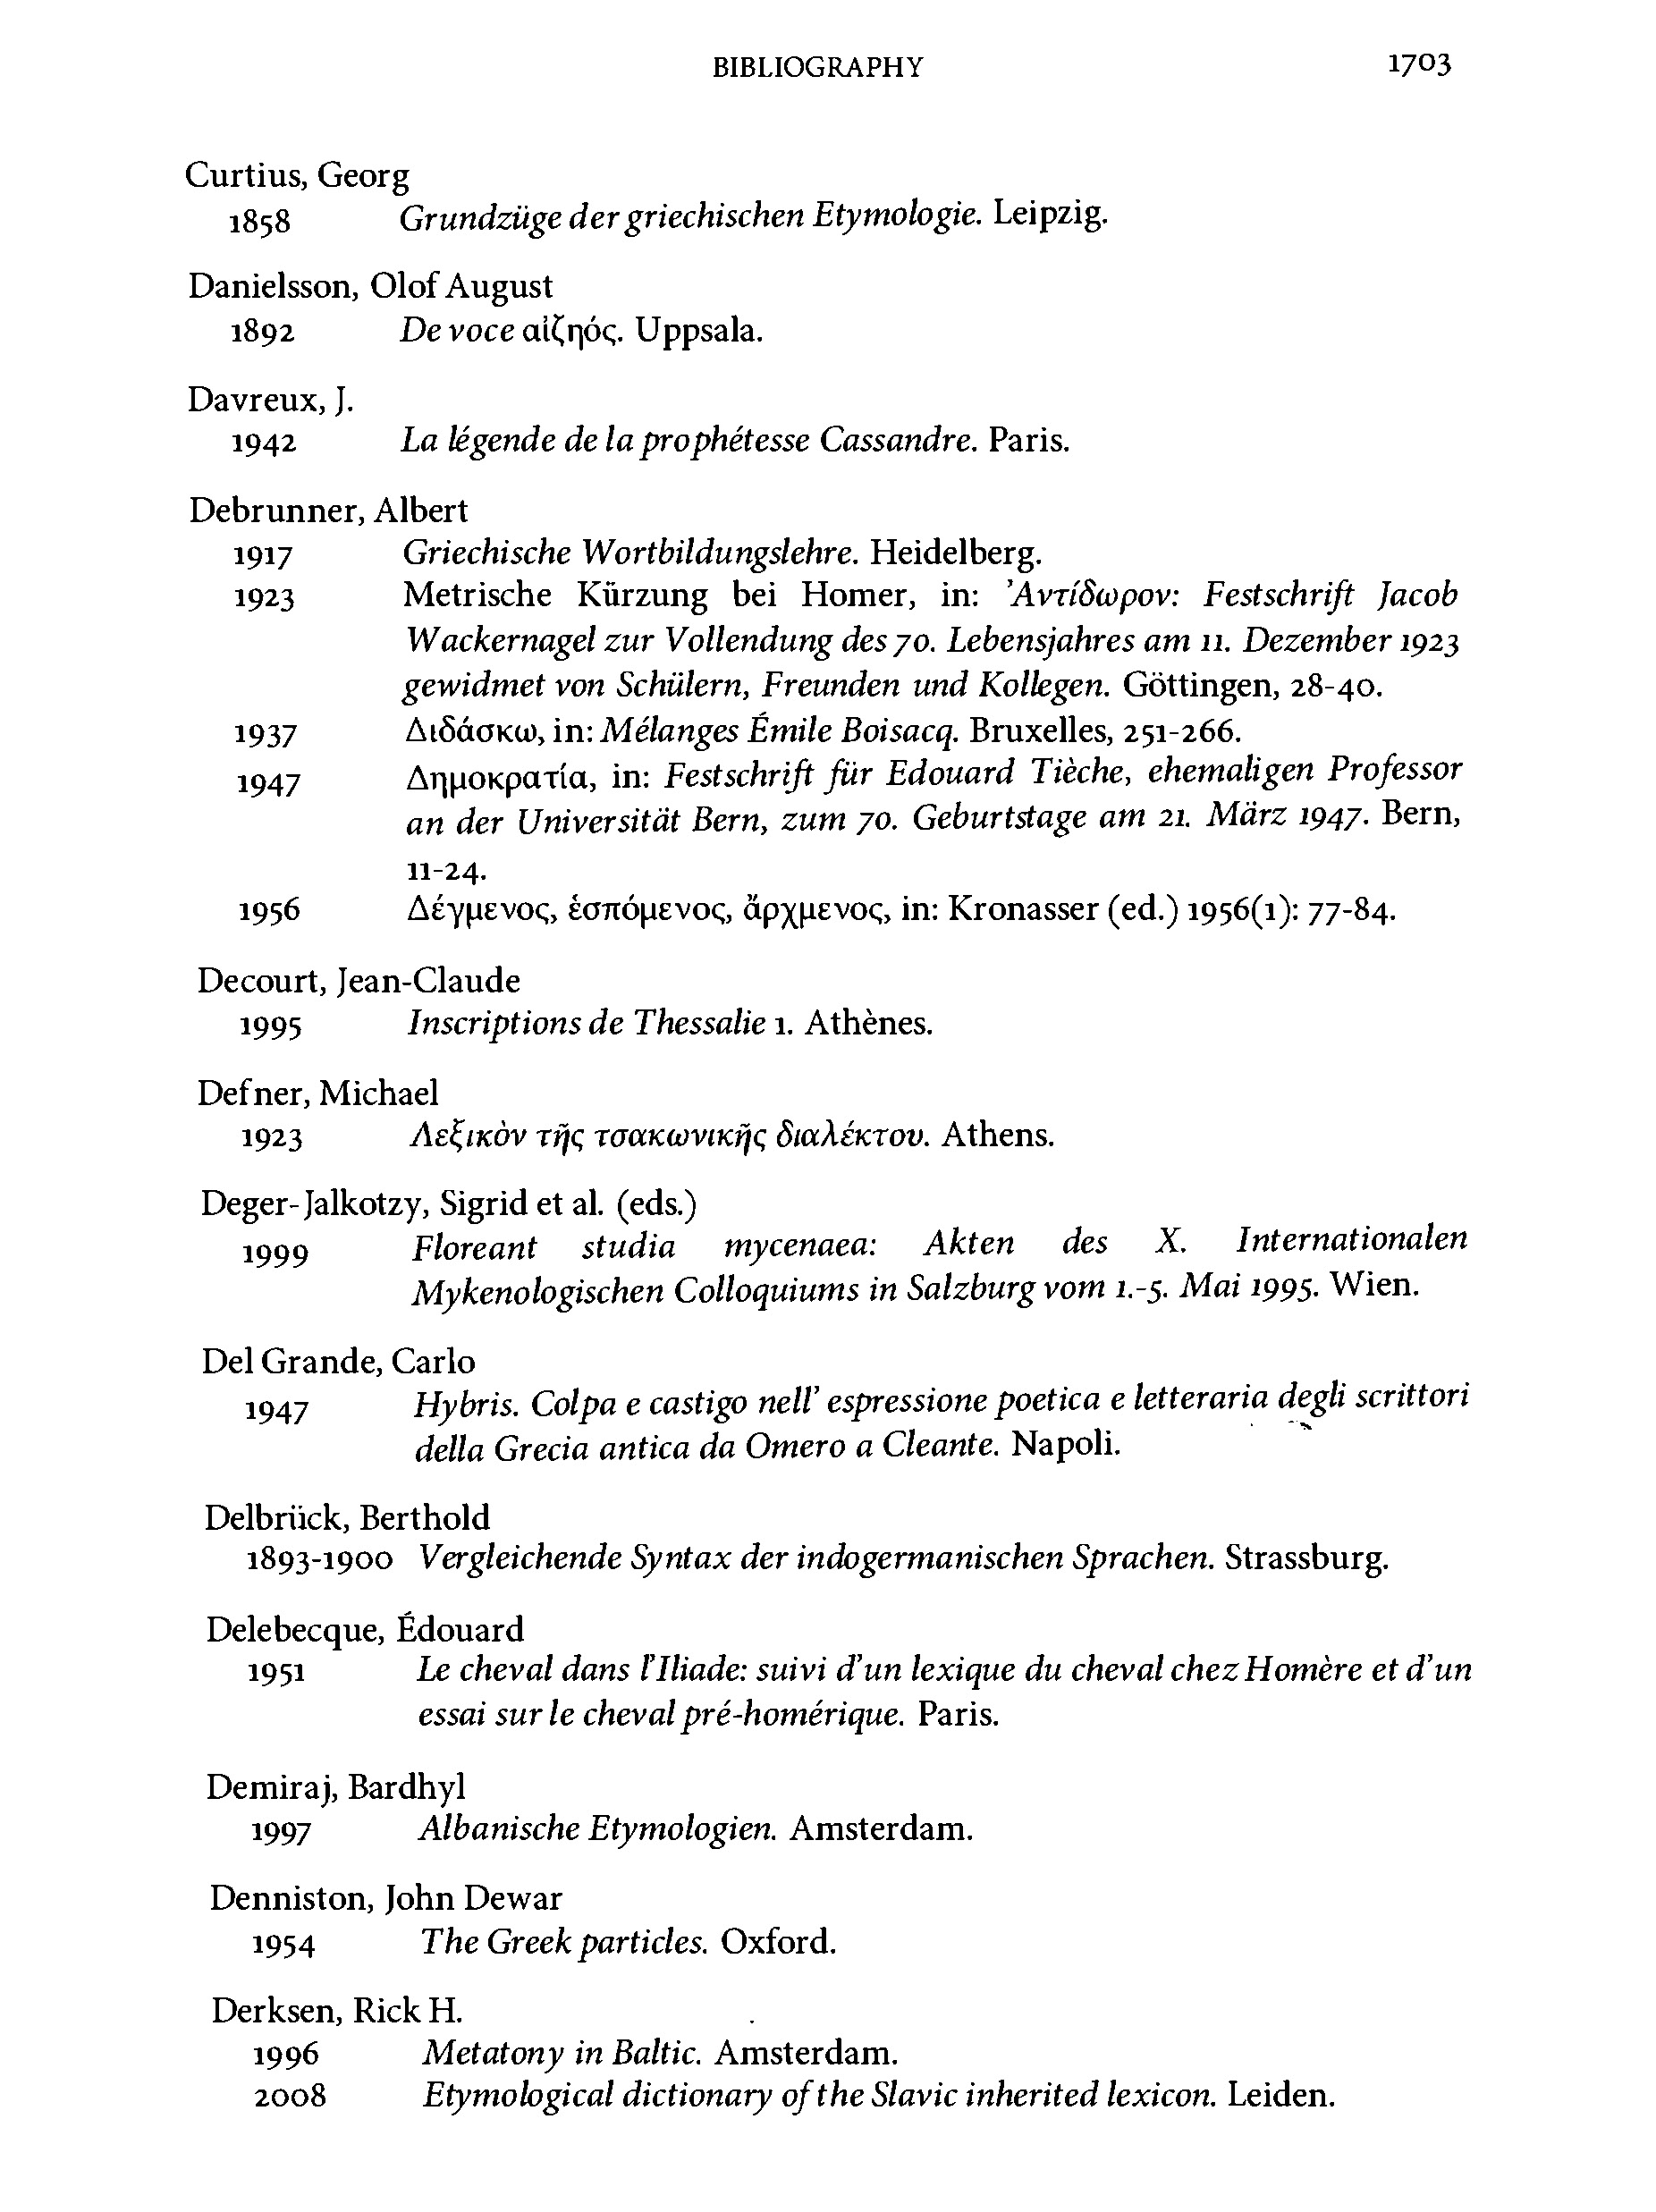 BIBLIOGRAPHY 1703
Curtius, Georg
1858 Grundzüge der griechischen Etymologie. Leipzig.
Danielsson, Olof August
1892 De voce αἰζηός. Uppsala.
Davreux, J.
1942 La légende de la prophétesse Cassandre. Paris.
Debrunner, Albert
1917 Griechische Wortbildungslehre. Heidelberg.
1923 Metrische Kürzung bei Homer, in: Ἀντίδωρον: Festschrift Jacob
Wackernagel zur Vollendung des 70. Lebensjahres am 11. Dezember 1923
gewidmet von Schülern, Freunden und Kollegen. Göttingen, 28-40.
1937 Διδάσκω, in: Mélanges Émile Boisacq. Bruxelles, 251-266.
1947 Δημοκρατία, in: Festschrift für Edouard Tièche, ehemaligen Professor
an der Universität Bern, zum 70. Geburtstage am 21. März 1947. Bern,
11-24.
1956 Δέγμενος, ἑσπόμενος, ἄρχμενος, in: Kronasser (ed.) 1956(1): 77-84.
Decourt, Jean-Claude
1995 Inscriptions de Thessalie 1. Athènes.
Defner, Michael
1923 Λεξικὸν τῆς τσακωνικῆς διαλέκτου. Athens.
Deger-Jalkotzy, Sigrid et al. (eds.)
1999 Floreant studia mycenaea: Akten des X. Internationalen
Mykenologischen Colloquiums in Salzburg vom 1.-5. Mai 1995. Wien.
Del Grande, Carlo
1947 Hybris. Colpa e castigo nell’ espressione poetica e letteraria degli scrittori
della Grecia antica da Omero a Cleante. Napoli.
Delbrück, Berthold
1893-1900 Vergleichende Syntax der indogermanischen Sprachen. Strassburg.
Delebecque, Édouard
1951 Le cheval dans l’Iliade: suivi d’un lexique du cheval chez Homère et d’un
essai sur le cheval pré-homérique. Paris.
Demiraj, Bardhyl
1997 Albanische Etymologien. Amsterdam.
Denniston, John Dewar
1954 The Greek particles. Oxford.
Derksen, Rick H.
1996 Metatony in Baltic. Amsterdam.
2008 Etymological dictionary of the Slavic inherited lexicon. Leiden.